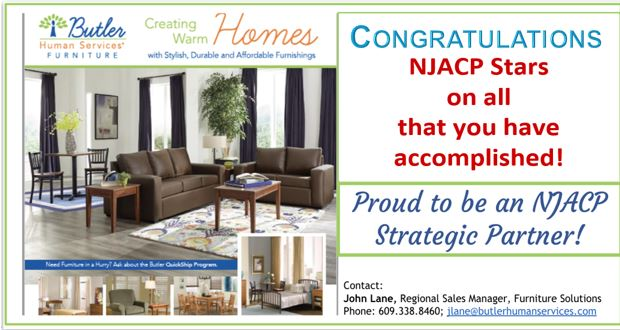 Butler
Human Services®
FURNITURE
Creating
Warm Homes
with Stylish, Durable and Affordable Furnishings
Need Furniture in a Hurry? Ask about the Butler QuickShip Program.
CONGRATULATIONS
NJACP Stars
on all
that you have
accomplished!
Proud to be an NJACP
Strategic Partner!
Contact:
John Lane, Regional Sales Manager, Furniture Solutions
Phone: 609.338.8460; jlane@butlerhumanservices.com